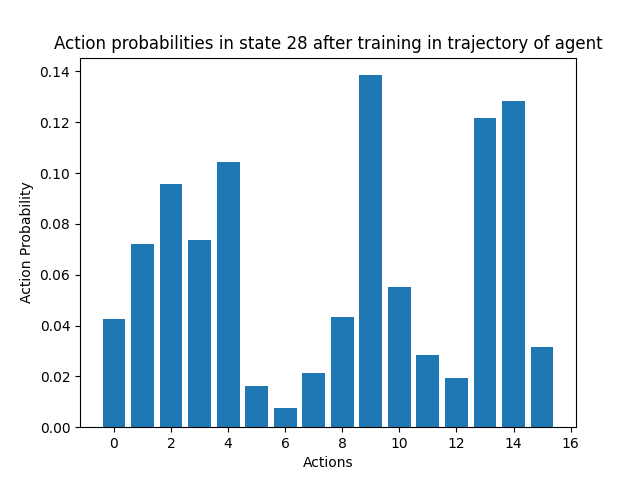 Action probabilities in state 28 after training in trajectory of agent
0.14
0.12
0.10
0.08
0.06
0.04
0.02
0.00
Action Probability
0 2 4 6 8 10 12 14 16
Actions